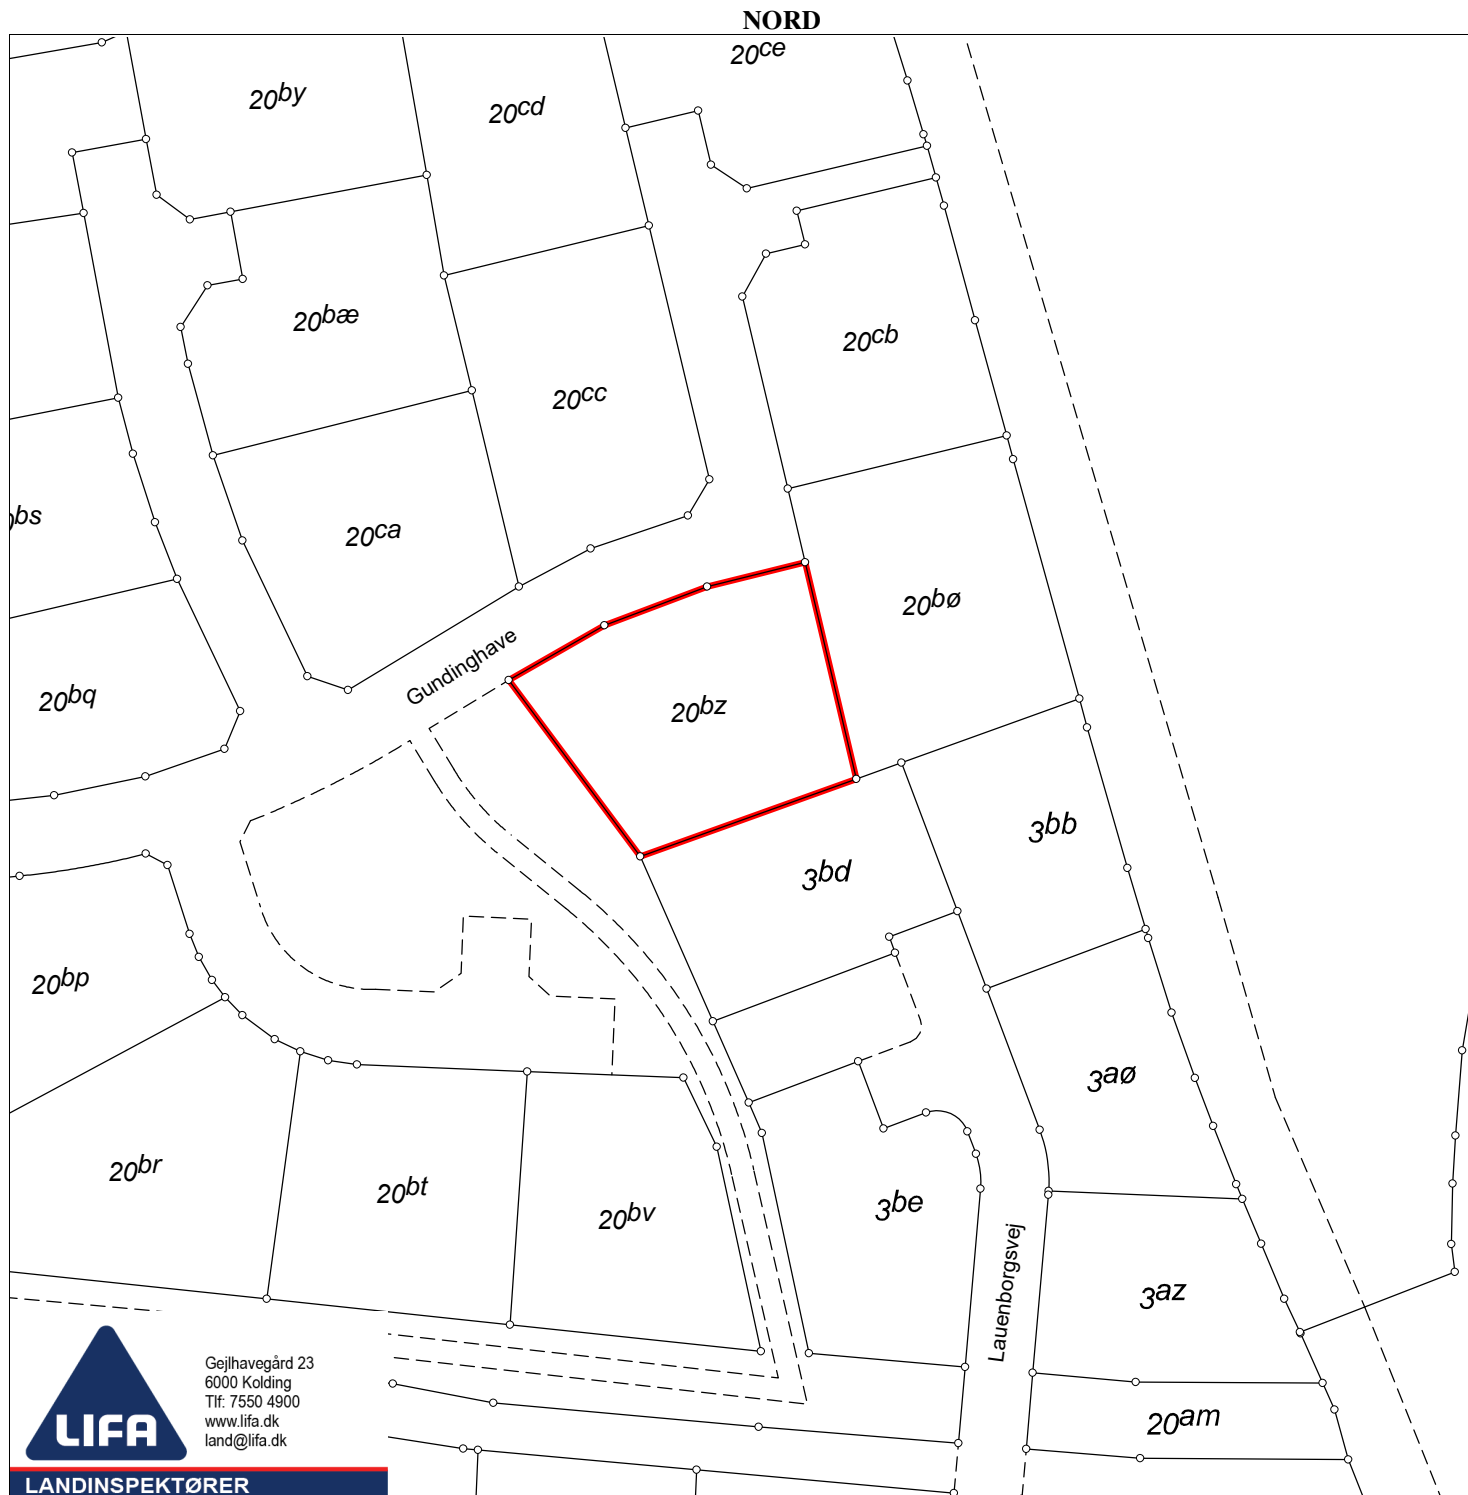 NORD
20ce
20by
20cd
20bæ
20cb
20cc
bs
20ca
20bø
Gundinghave
20bq
20bz
3bb
3bd
20bp
3aø
20br
20bt
3be
20bv
Lauenborgsvej
3az
20am
LIFA
Gejlhavegård 23
6000 Kolding
Tlf: 7550 4900
www.lifa.dk
land@lifa.dk
LANDINSPEKTØRER